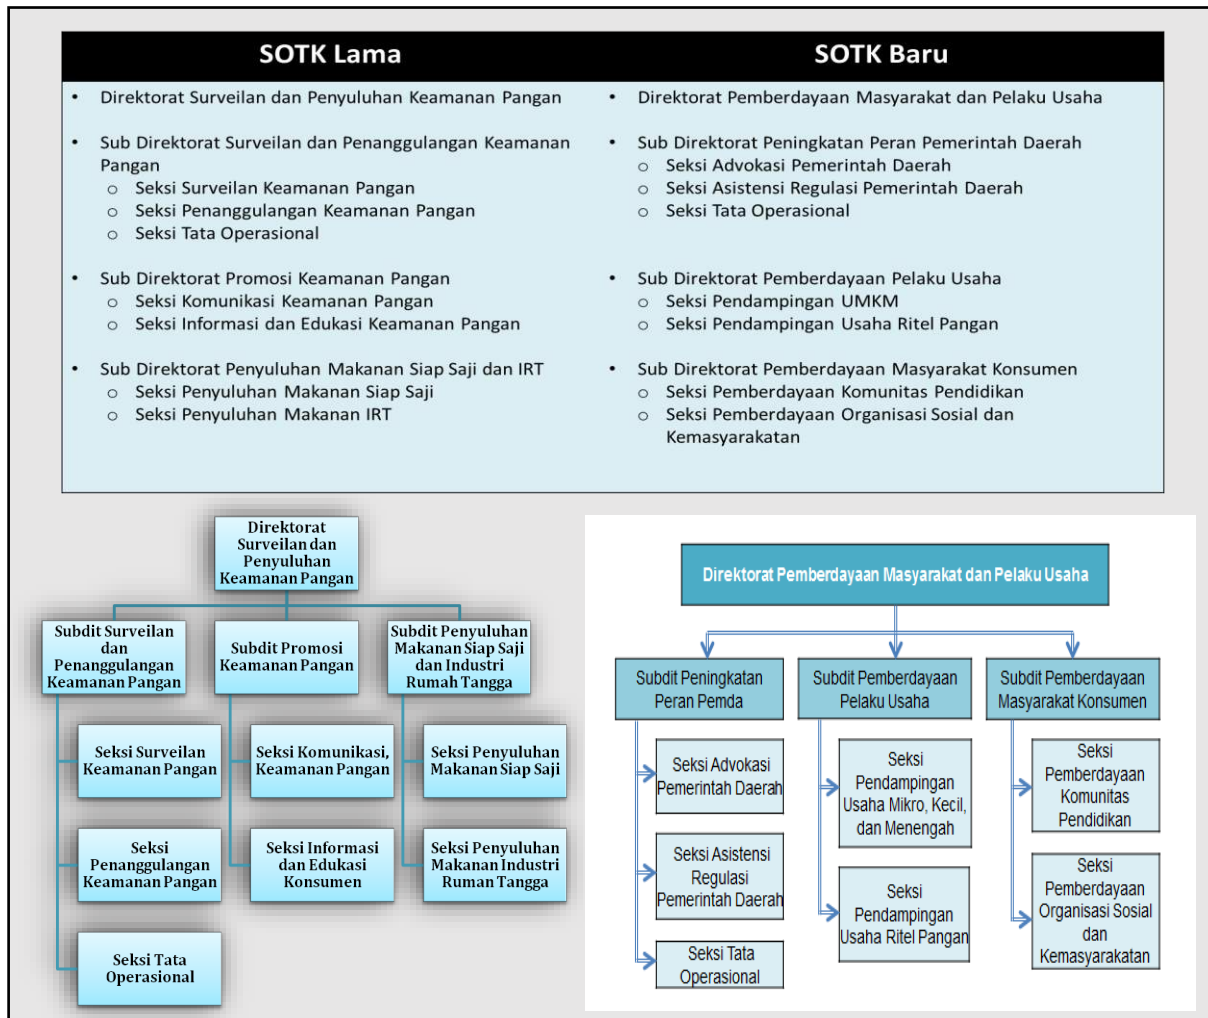 SOTK Lama
SOTK Baru
• Direktorat Surveilan dan Penyuluhan Keamanan Pangan
• Sub Direktorat Surveilan dan Penanggulangan Keamanan
Pangan
o Seksi Surveilan Keamanan Pangan
o Seksi Penanggulangan Keamanan Pangan
o Seksi Tata Operasional
• Sub Direktorat Promosi Keamanan Pangan
o Seksi Komunikasi Keamanan Pangan
o Seksi Informasi dan Edukasi Keamanan Pangan
• Sub Direktorat Penyuluhan Makanan Siap Saji dan IRT
o Seksi Penyuluhan Makanan Siap Saji
o Seksi Penyuluhan Makanan IRT
• Direktorat Pemberdayaan Masyarakat dan Pelaku Usaha
• Sub Direktorat Peningkatan Peran Pemerintah Daerah
o Seksi Advokasi Pemerintah Daerah
o Seksi Asistensi Regulasi Pemerintah Daerah
o Seksi Tata Operasional
• Sub Direktorat Pemberdayaan Pelaku Usaha
o Seksi Pendampingan UMKM
o Seksi Pendampingan Usaha Ritel Pangan
• Sub Direktorat Pemberdayaan Masyarakat Konsumen
o Seksi Pemberdayaan Komunitas Pendidikan
o Seksi Pemberdayaan Organisasi Sosial dan
Kemasyarakatan
Direktorat
Surveilan dan
Penyuluhan
Keamanan Pangan
Subdit Surveilan
dan
Penanggulangan
Keamanan Pangan
Subdit Promosi
Keamanan Pangan
Subdit Penyuluhan
Makanan Siap Saji
dan Industri
Rumah Tangga
Seksi Surveilan
Keamanan Pangan
Seksi Komunikasi,
Keamanan Pangan
Seksi Penyuluhan
Makanan Siap Saji
Seksi
Penanggulangan
Keamanan Pangan
Seksi Informasi
dan Edukasi
Konsumen
Seksi Penyuluhan
Makanan Industri
Ruman Tangga
Seksi Tata
Operasional
Direktorat Pemberdayaan Masyarakat dan Pelaku Usaha
Subdit Peningkatan
Peran Pemda
Subdit Pemberdayaan
Pelaku Usaha
Subdit Pemberdayaan
Masyarakat Konsumen
Seksi Advokasi
Pemerintah Daerah
Seksi
Pendampingan
Usaha Mikro, Kecil,
dan Menengah
Seksi
Pemberdayaan
Komunitas
Pendidikan
Seksi Asistensi
Regulasi
Pemerintah Daerah
Seksi
Pendampingan
Usaha Ritel Pangan
Seksi
Pemberdayaan
Organisasi Sosial
dan
Kemasyarakatan
Seksi Tata
Operasional